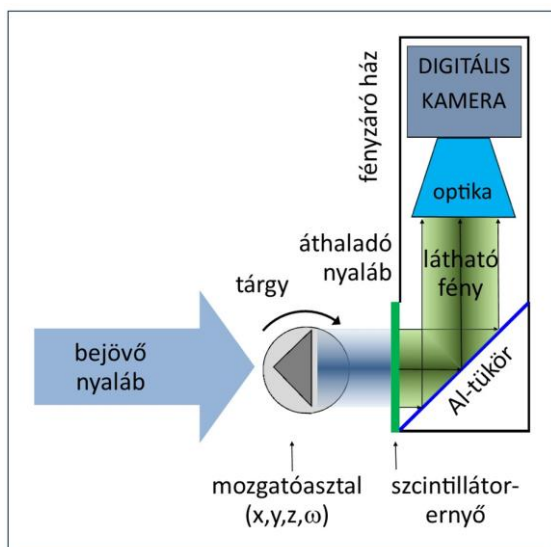 DIGITÁLIS
KAMERA
fényzáró ház
optika
áthaladó
nyaláb
látható
fény
tárgy
bejövő
nyaláb
Al-tükör
mozgatóasztal
(x,y,z,ω)
szcintillátor-
ernyő